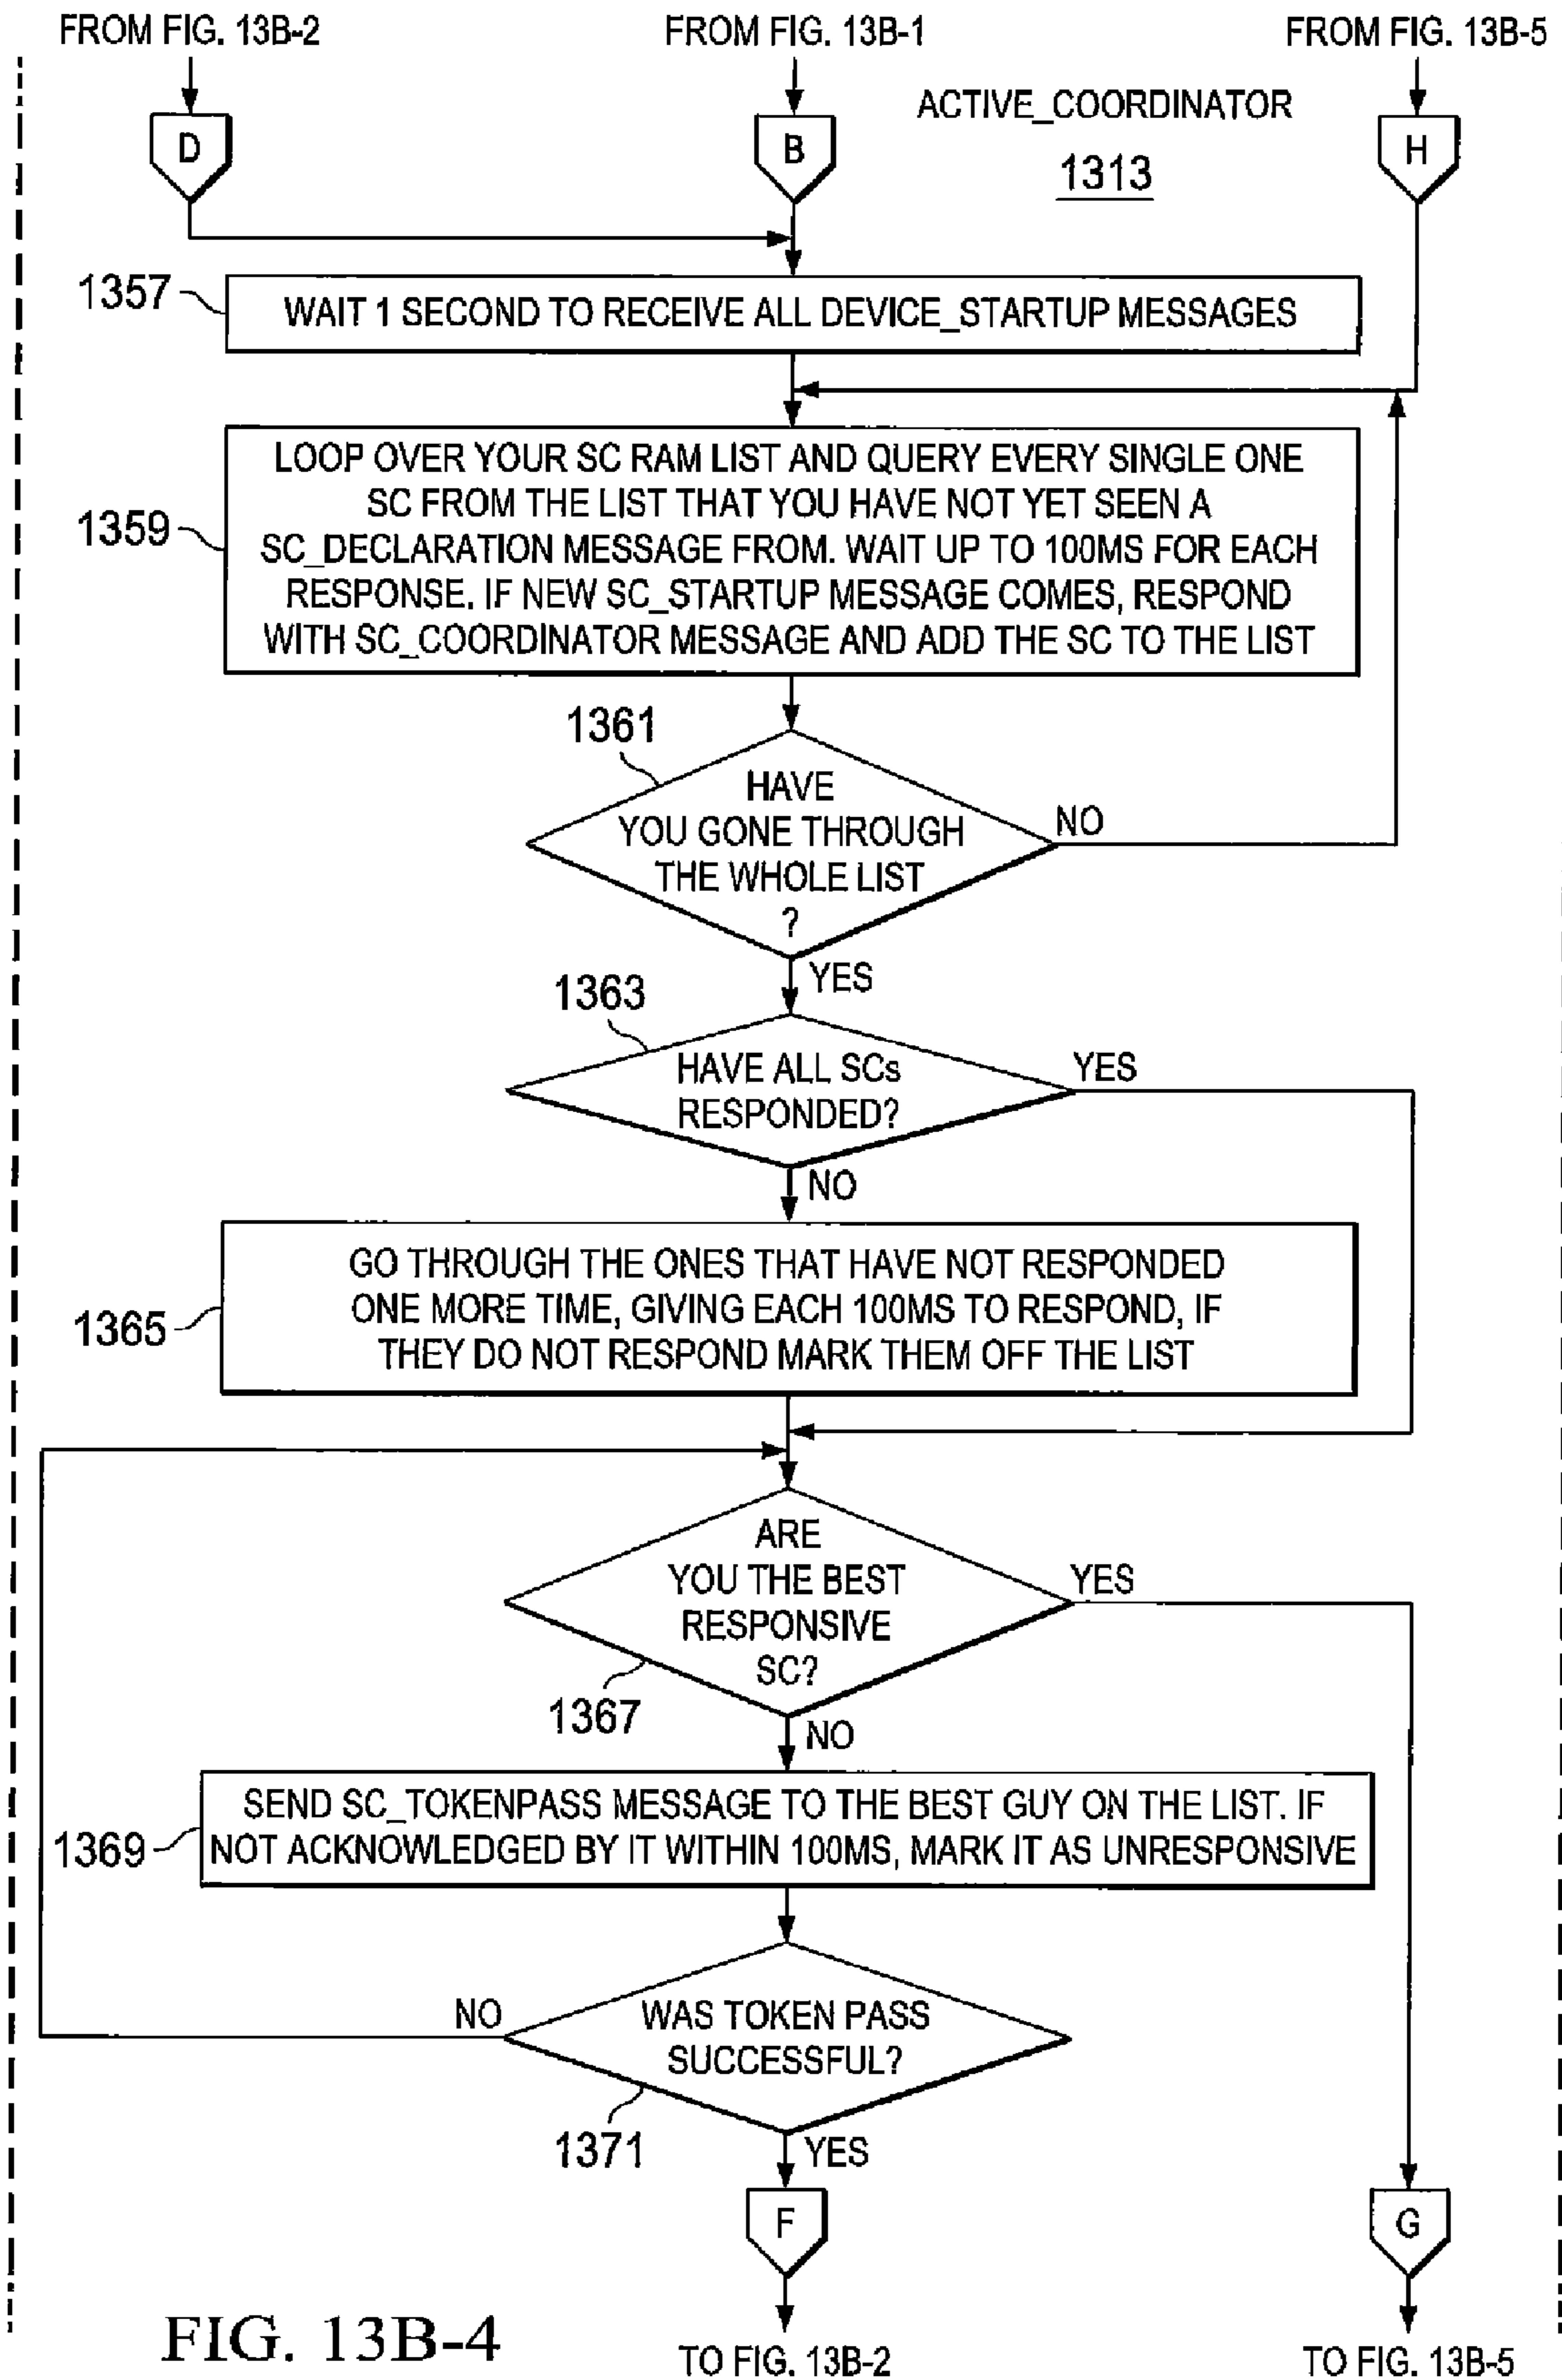 FROM FIG. 13B-2
FROM FIG. 13B-1
FROM FIG. 13B-5
D
B
ACTIVE_COORDINATOR
1313
H
1357
WAIT 1 SECOND TO RECEIVE ALL DEVICE_STARTUP MESSAGES
1359
LOOP OVER YOUR SC RAM LIST AND QUERY EVERY SINGLE ONE
SC FROM THE LIST THAT YOU HAVE NOT YET SEEN A
SC_DECLARATION MESSAGE FROM. WAIT UP TO 100MS FOR EACH
RESPONSE. IF NEW SC_STARTUP MESSAGE COMES, RESPOND
WITH SC_COORDINATOR MESSAGE AND ADD THE SC TO THE LIST
1361
HAVE
YOU GONE THROUGH
THE WHOLE LIST
?
NO
YES
1363
HAVE ALL SCs
RESPONDED?
YES
NO
1365
GO THROUGH THE ONES THAT HAVE NOT RESPONDED
ONE MORE TIME, GIVING EACH 100MS TO RESPOND, IF
THEY DO NOT RESPOND MARK THEM OFF THE LIST
ARE
YOU THE BEST
RESPONSIVE
SC?
YES
1367
NO
1369
SEND SC_TOKENPASS MESSAGE TO THE BEST GUY ON THE LIST. IF
NOT ACKNOWLEDGED BY IT WITHIN 100MS, MARK IT AS UNRESPONSIVE
NO
WAS TOKEN PASS
SUCCESSFUL?
1371
YES
F
G
FIG. 13B-4
TO FIG. 13B-2
TO FIG. 13B-5